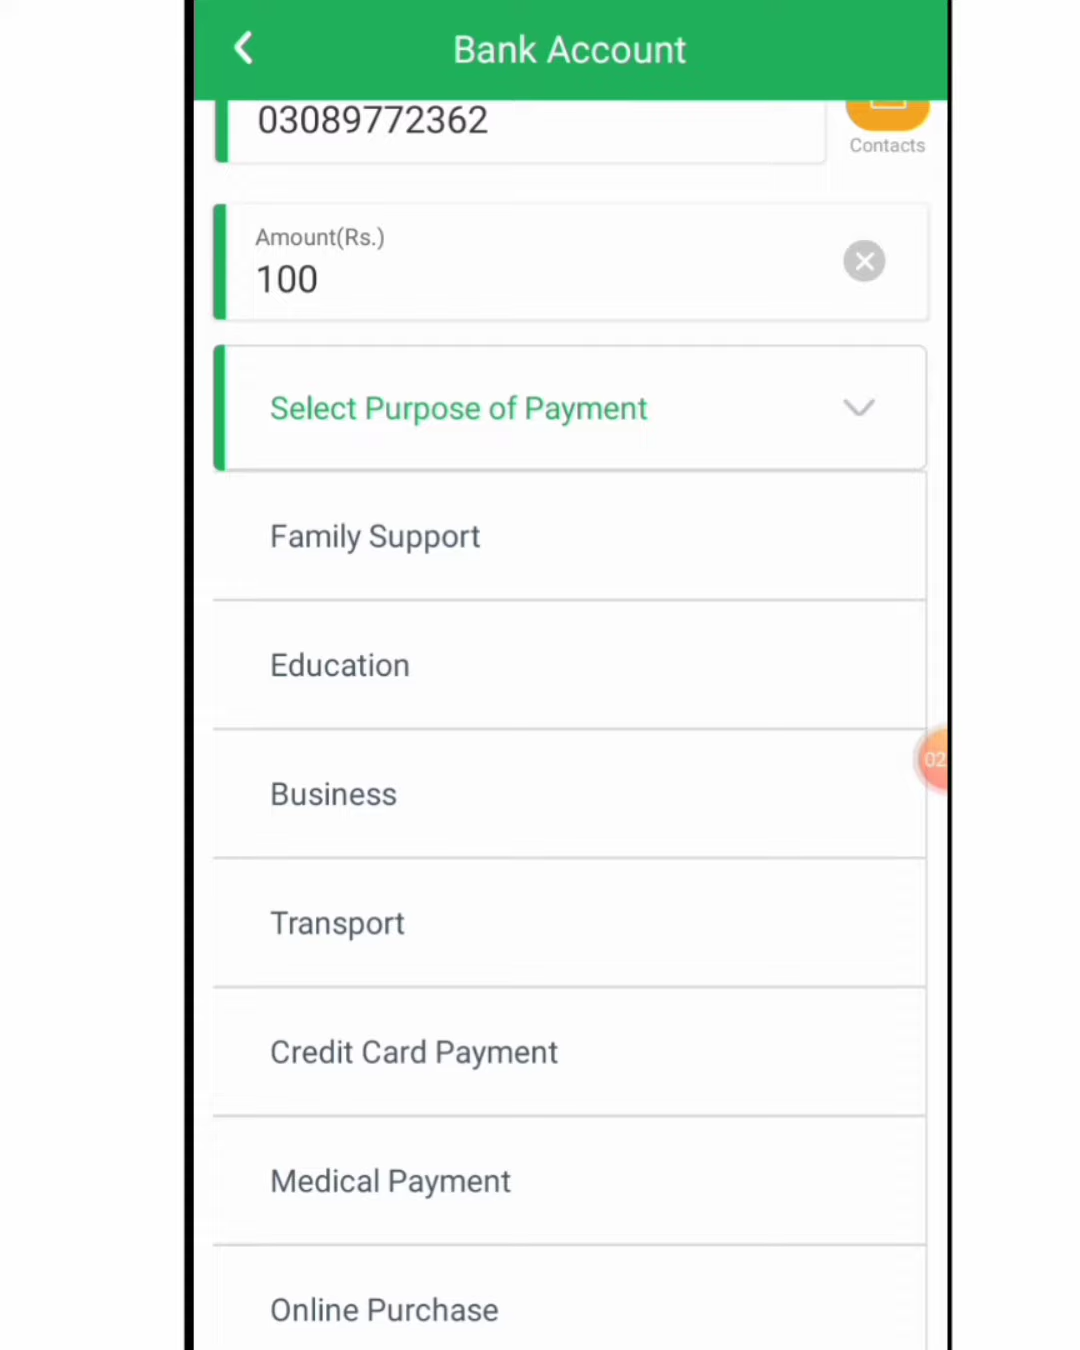 Bank Account
03089772362
Contacts
Amount(Rs.)
100
Select Purpose of Payment
Family Support
Education
Business
02
Transport
Credit Card Payment
Medical Payment
Online Purchase